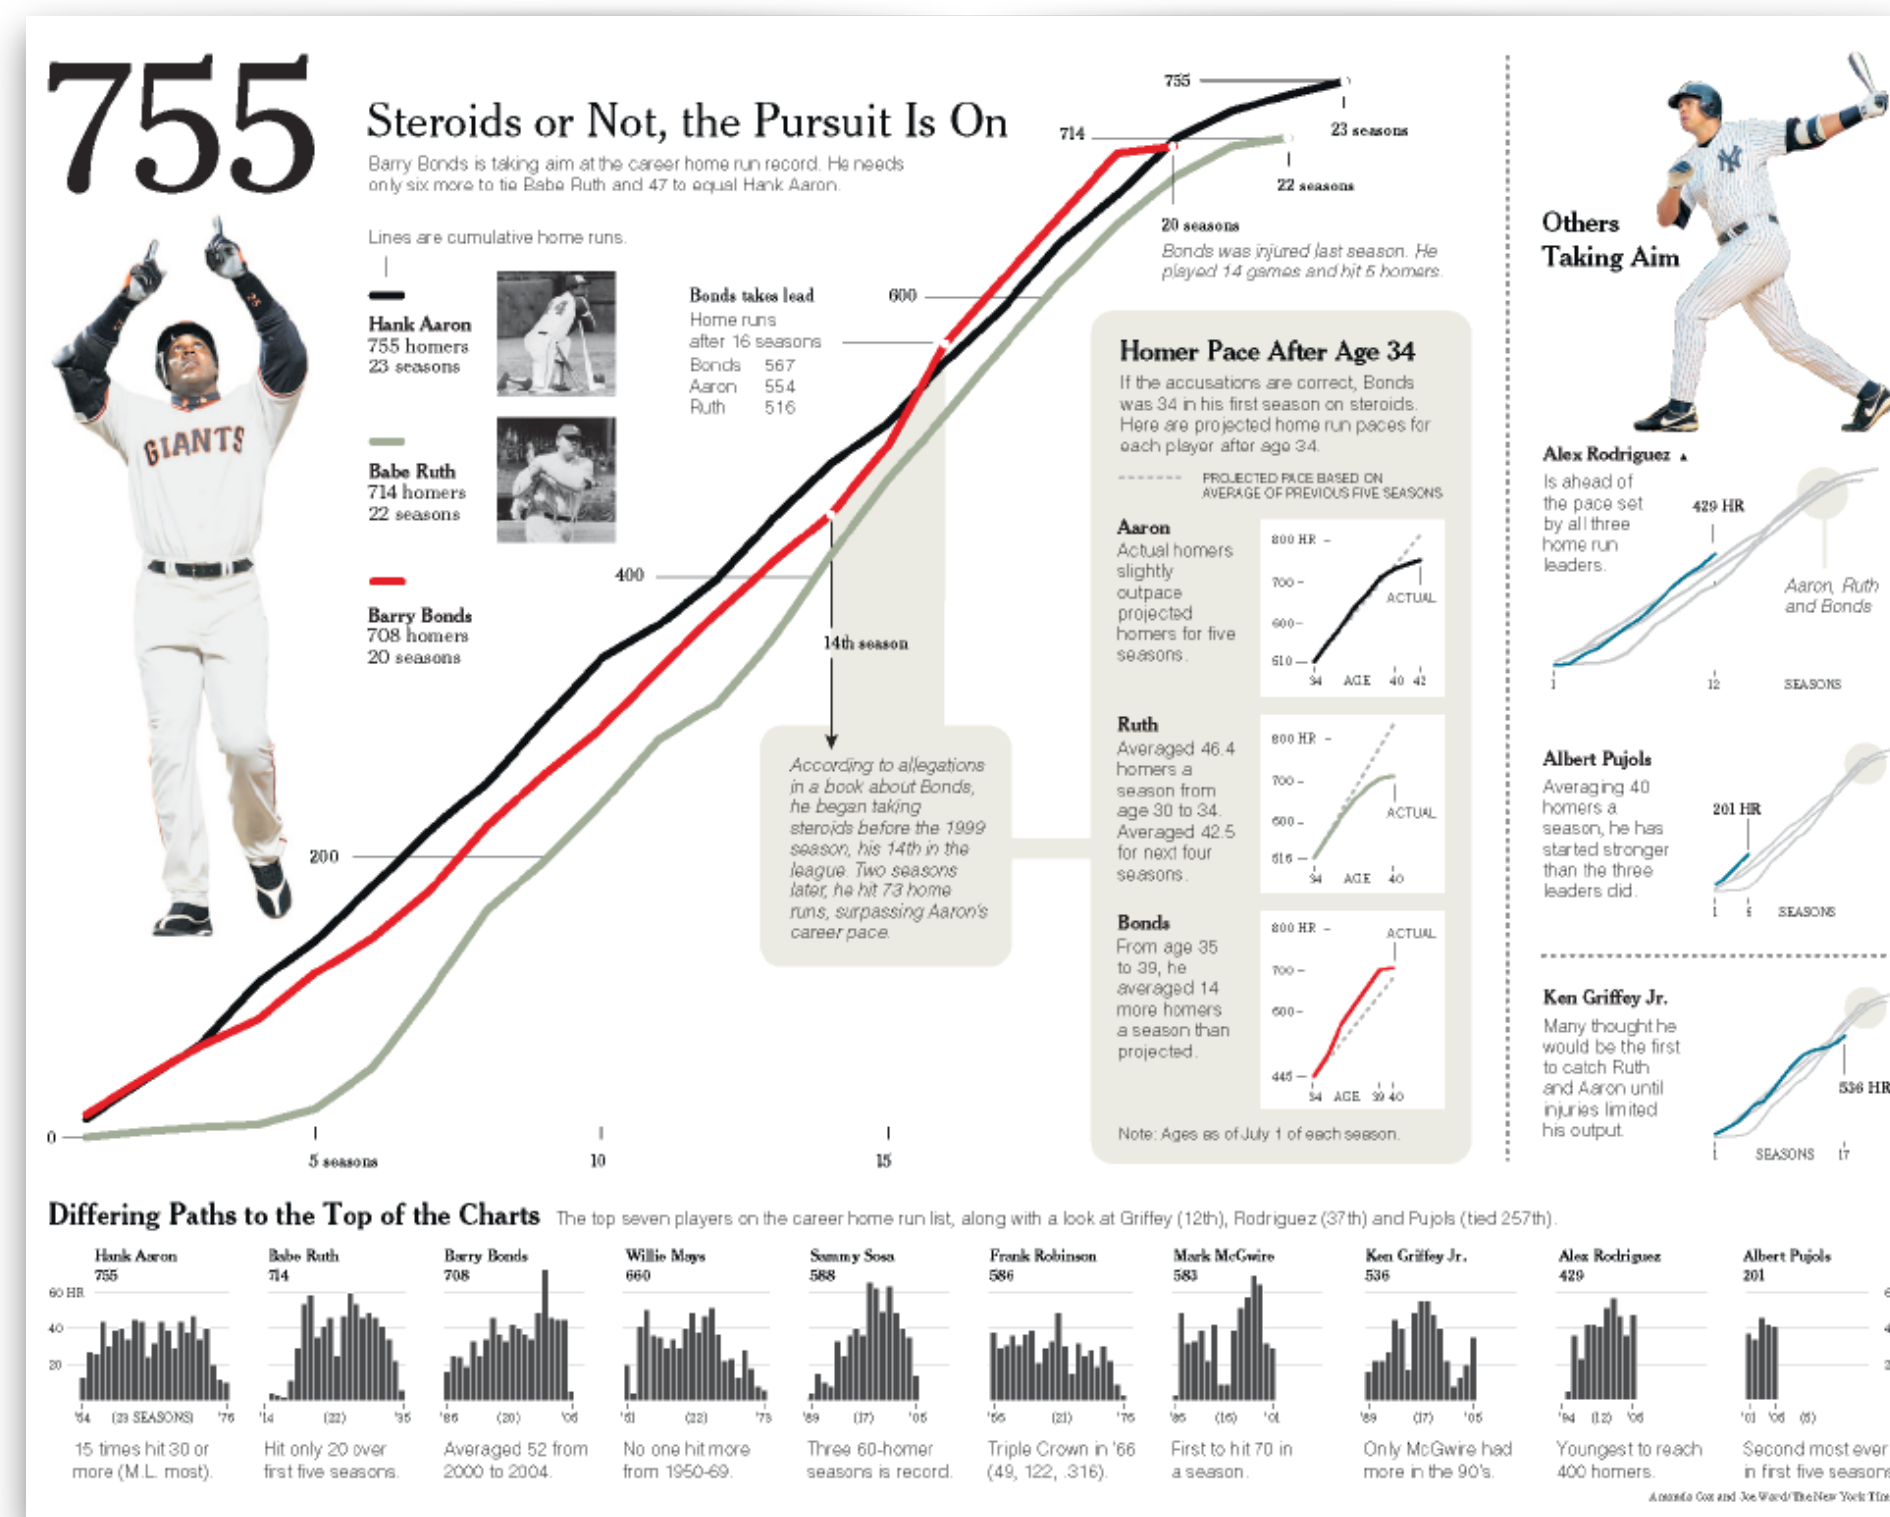 755
Steroids or Not, the Pursuit Is On
Barry Bonds is taking aim at the career home run record. He needs
only six more to tie Babe Ruth and 47 to equal Hank Aaron.
Lines are cumulative home runs.
Hank Aaron
755 homers
23 seasons
Babe Ruth
714 homers
22 seasons
Barry Bonds
708 homers
20 seasons
GIANTS
Bonds takes lead
Home runs
after 16 seasons
Bonds 567
Aaron 554
Ruth 516
755
714
600
400
200
0
5 seasons
10
15
23 seasons
22 seasons
20 seasons
Bonds was injured last season. He
played 14 games and hit 5 homers.
14th season
According to allegations
in a book about Bonds,
he began taking
steroids before the 1999
season, his 14th in the
league. Two seasons
later, he hit 73 home
runs, surpassing Aaron's
career pace.
Homer Pace After Age 34
If the accusations are correct, Bonds
was 34 in his first season on steroids.
Here are projected home run paces for
each player after age 34.
PROJECTED PACE BASED ON
AVERAGE OF PREVIOUS FIVE SEASONS
Aaron
Actual homers
slightly
outpace
projected
homers for five
seasons.
800 HR
700
600
510
ACTUAL
34 AGE 40 42
Ruth
Averaged 46.4
homers a
season from
age 30 to 34.
Averaged 42.5
for next four
seasons.
800 HR
700
600
516
ACTUAL
34 AGE 40
Bonds
From age 35
to 39, he
averaged 14
more homers
a season than
projected.
800 HR
700
600
445
ACTUAL
34 AGE 39 40
Note: Ages as of July 1 of each season.
Others
Taking Aim
Alex Rodriguez ▲
Is ahead of
the pace set
by all three
home run
leaders.
429 HR
Aaron, Ruth
and Bonds
1 12 SEASONS
Albert Pujols
Averaging 40
homers a
season, he has
started stronger
than the three
leaders did.
201 HR
1 5 SEASONS
Ken Griffey Jr.
Many thought he
would be the first
to catch Ruth
and Aaron until
injuries limited
his output.
536 HR
1 SEASONS 17
Differing Paths to the Top of the Charts The top seven players on the career home run list, along with a look at Griffey (12th), Rodriguez (37th) and Pujols (tied 257th).
60 HR
40
20
Hank Aaron
755
'54 (23 SEASONS) '76
15 times hit 30 or
more (M.L. most).
Babe Ruth
714
'14 (22) '35
Hit only 20 over
first five seasons.
Barry Bonds
708
'86 (20) '05
Averaged 52 from
2000 to 2004.
Willie Mays
660
'51 (22) '73
No one hit more
from 1950-69.
Sammy Sosa
588
'89 (17) '05
Three 60-homer
seasons is record.
Frank Robinson
586
'56 (21) '76
Triple Crown in '66
(49, 122, .316).
Mark McGwire
583
'86 (16) '01
First to hit 70 in
a season.
Ken Griffey Jr.
536
'89 (17) '05
Only McGwire had
more in the 90's.
Alex Rodriguez
429
'94 (12) '05
Youngest to reach
400 homers.
Albert Pujols
201
'01 '05 (5)
Second most ever
in first five seasons
Amanda Cox and Joe Ward/The New York Times